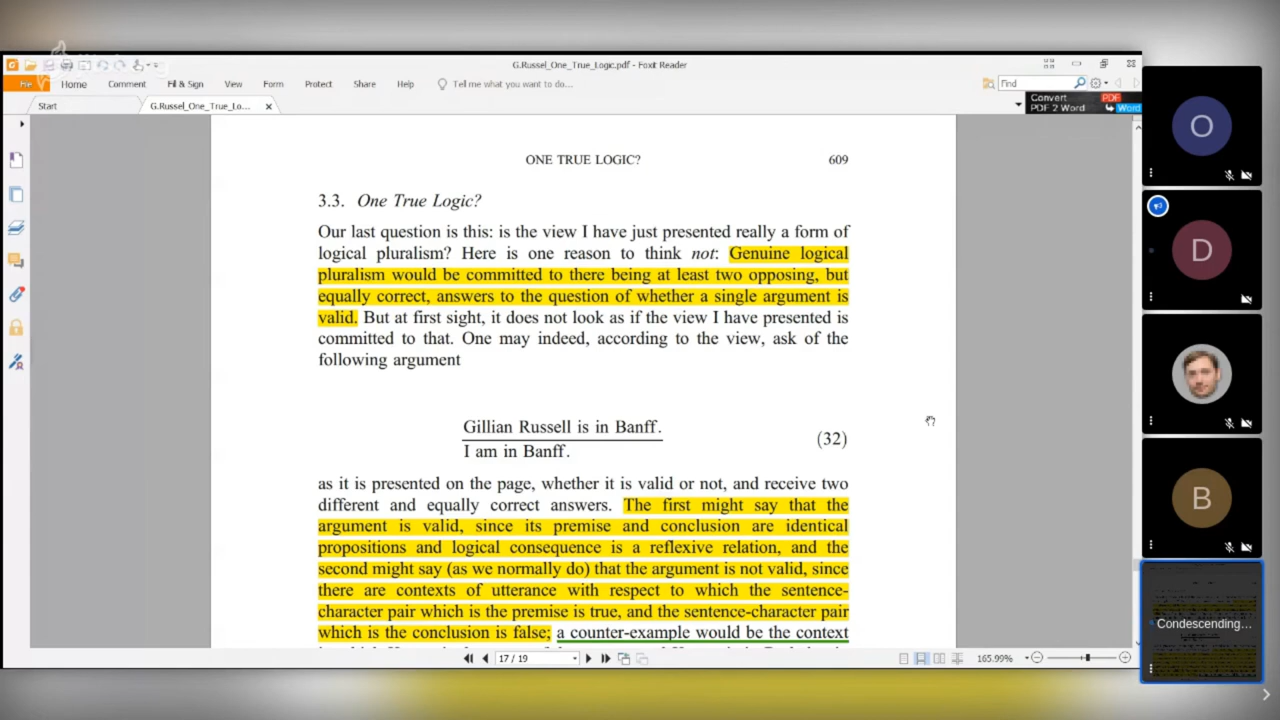 G.Russel_One_True_Logic.pdf - Foxit Reader
File Home Comment Fill & Sign View Form Protect Share Help Tell me what you want to do...
Find
Start G.Russel_One_True_Lo...
Convert PDF
PDF 2 Word Word
ONE TRUE LOGIC? 609
3.3. One True Logic?
Our last question is this: is the view I have just presented really a form of
logical pluralism? Here is one reason to think not: Genuine logical
pluralism would be committed to there being at least two opposing, but
equally correct, answers to the question of whether a single argument is
valid. But at first sight, it does not look as if the view I have presented is
committed to that. One may indeed, according to the view, ask of the
following argument
Gillian Russell is in Banff.
I am in Banff.
(32)
as it is presented on the page, whether it is valid or not, and receive two
different and equally correct answers. The first might say that the
argument is valid, since its premise and conclusion are identical
propositions and logical consequence is a reflexive relation, and the
second might say (as we normally do) that the argument is not valid, since
there are contexts of utterance with respect to which the sentence-
character pair which is the premise is true, and the sentence-character pair
which is the conclusion is false; a counter-example would be the context
17 / 19
165.99%
O
D
B
Condescending...